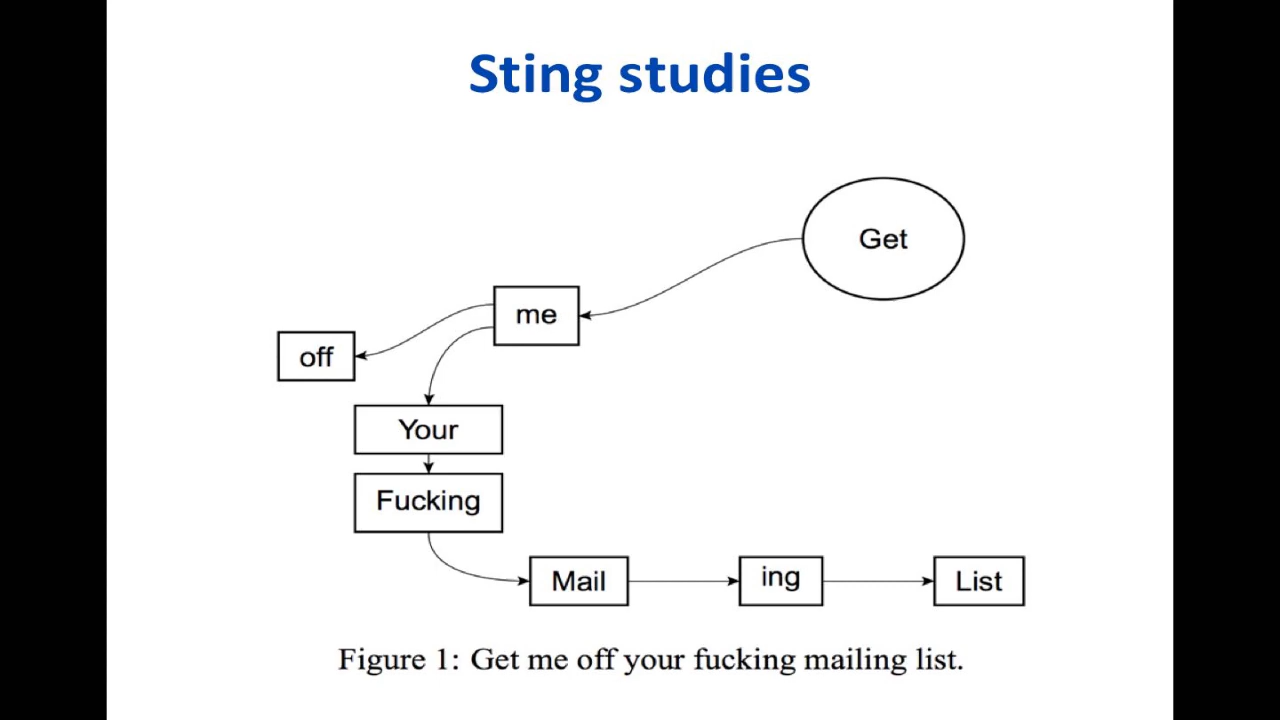 Sting studies
Get
me
off
Your
Fucking
Mail
ing
List
Figure 1: Get me off your fucking mailing list.